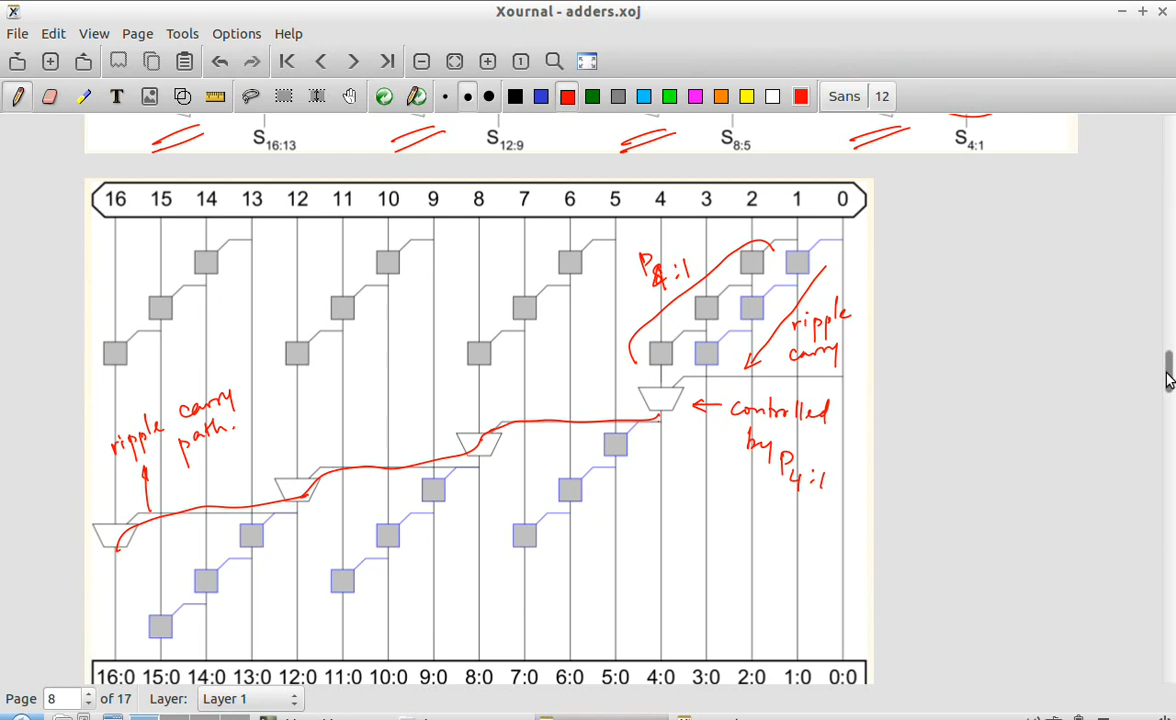 Xournal - adders.xoj
File Edit View Page Tools Options Help
Sans 12
S16:13 S12:9 S8:5 S4:1
16 15 14 13 12 11 10 9 8 7 6 5 4 3 2 1 0
P4:1
ripple
carry
ripple carry
path.
controlled
by P4:1
16:0 15:0 14:0 13:0 12:0 11:0 10:0 9:0 8:0 7:0 6:0 5:0 4:0 3:0 2:0 1:0 0:0
Page 8 of 17 Layer: Layer 1